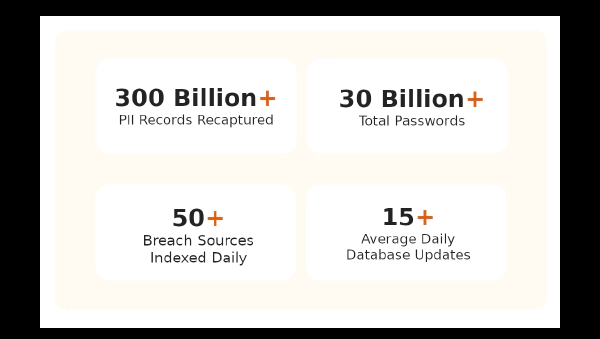 300 Billion+
PII Records Recaptured
30 Billion+
Total Passwords
50+
Breach Sources
Indexed Daily
15+
Average Daily
Database Updates